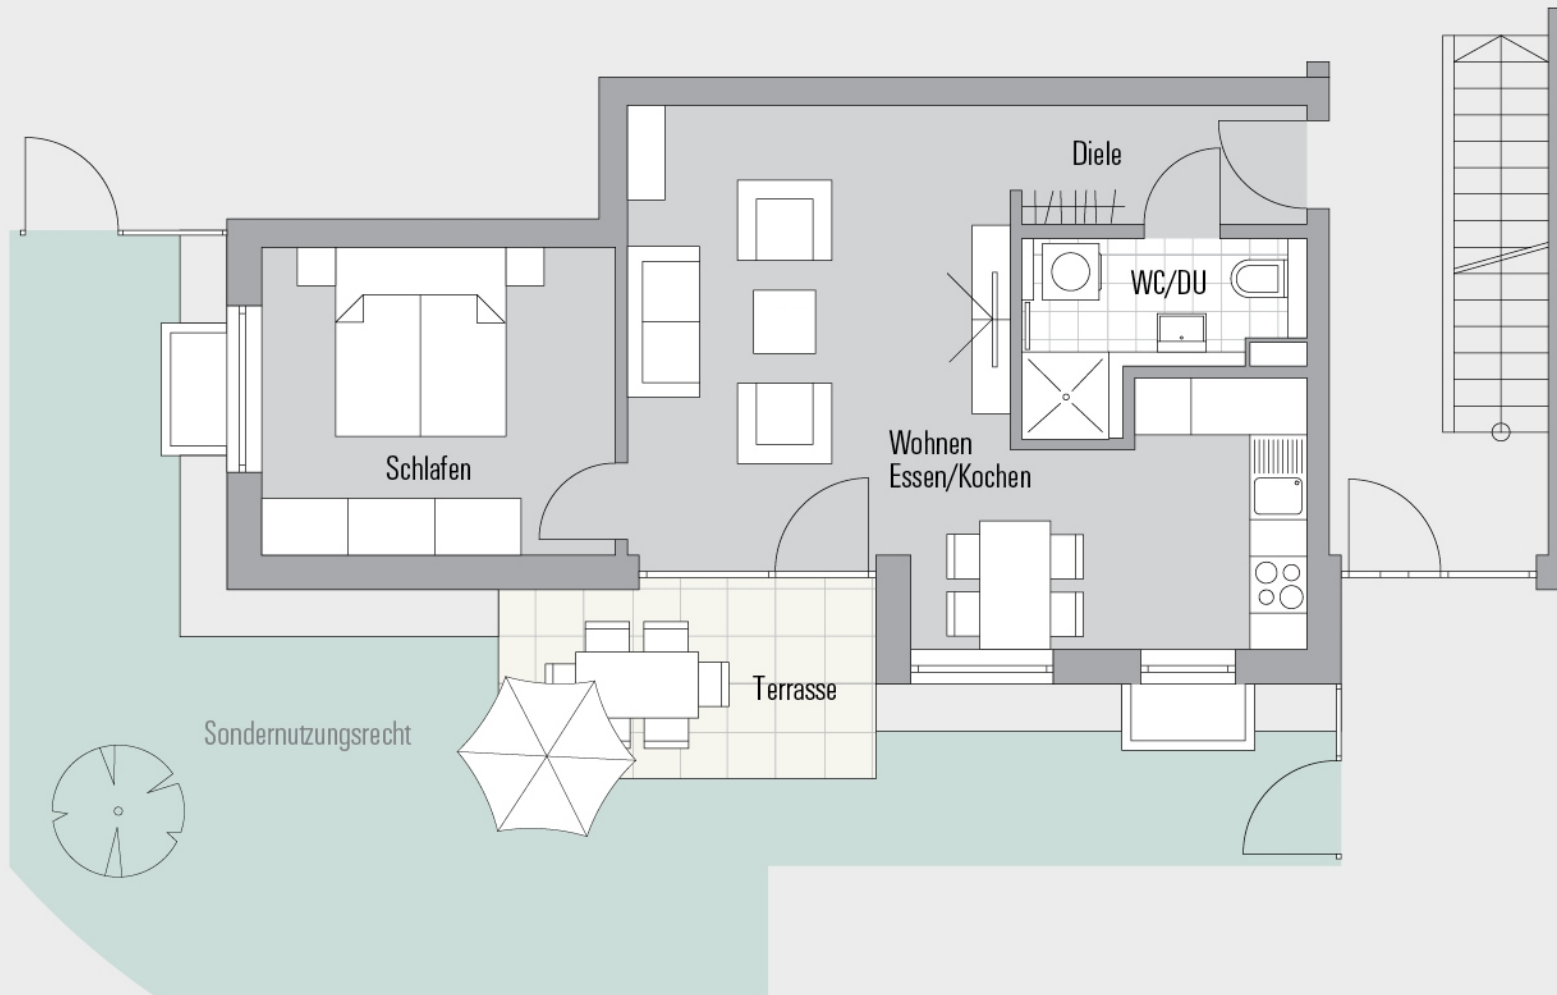 Diele
WC/DU
Wohnen
Essen/Kochen
Schlafen
Terrasse
Sondernutzungsrecht